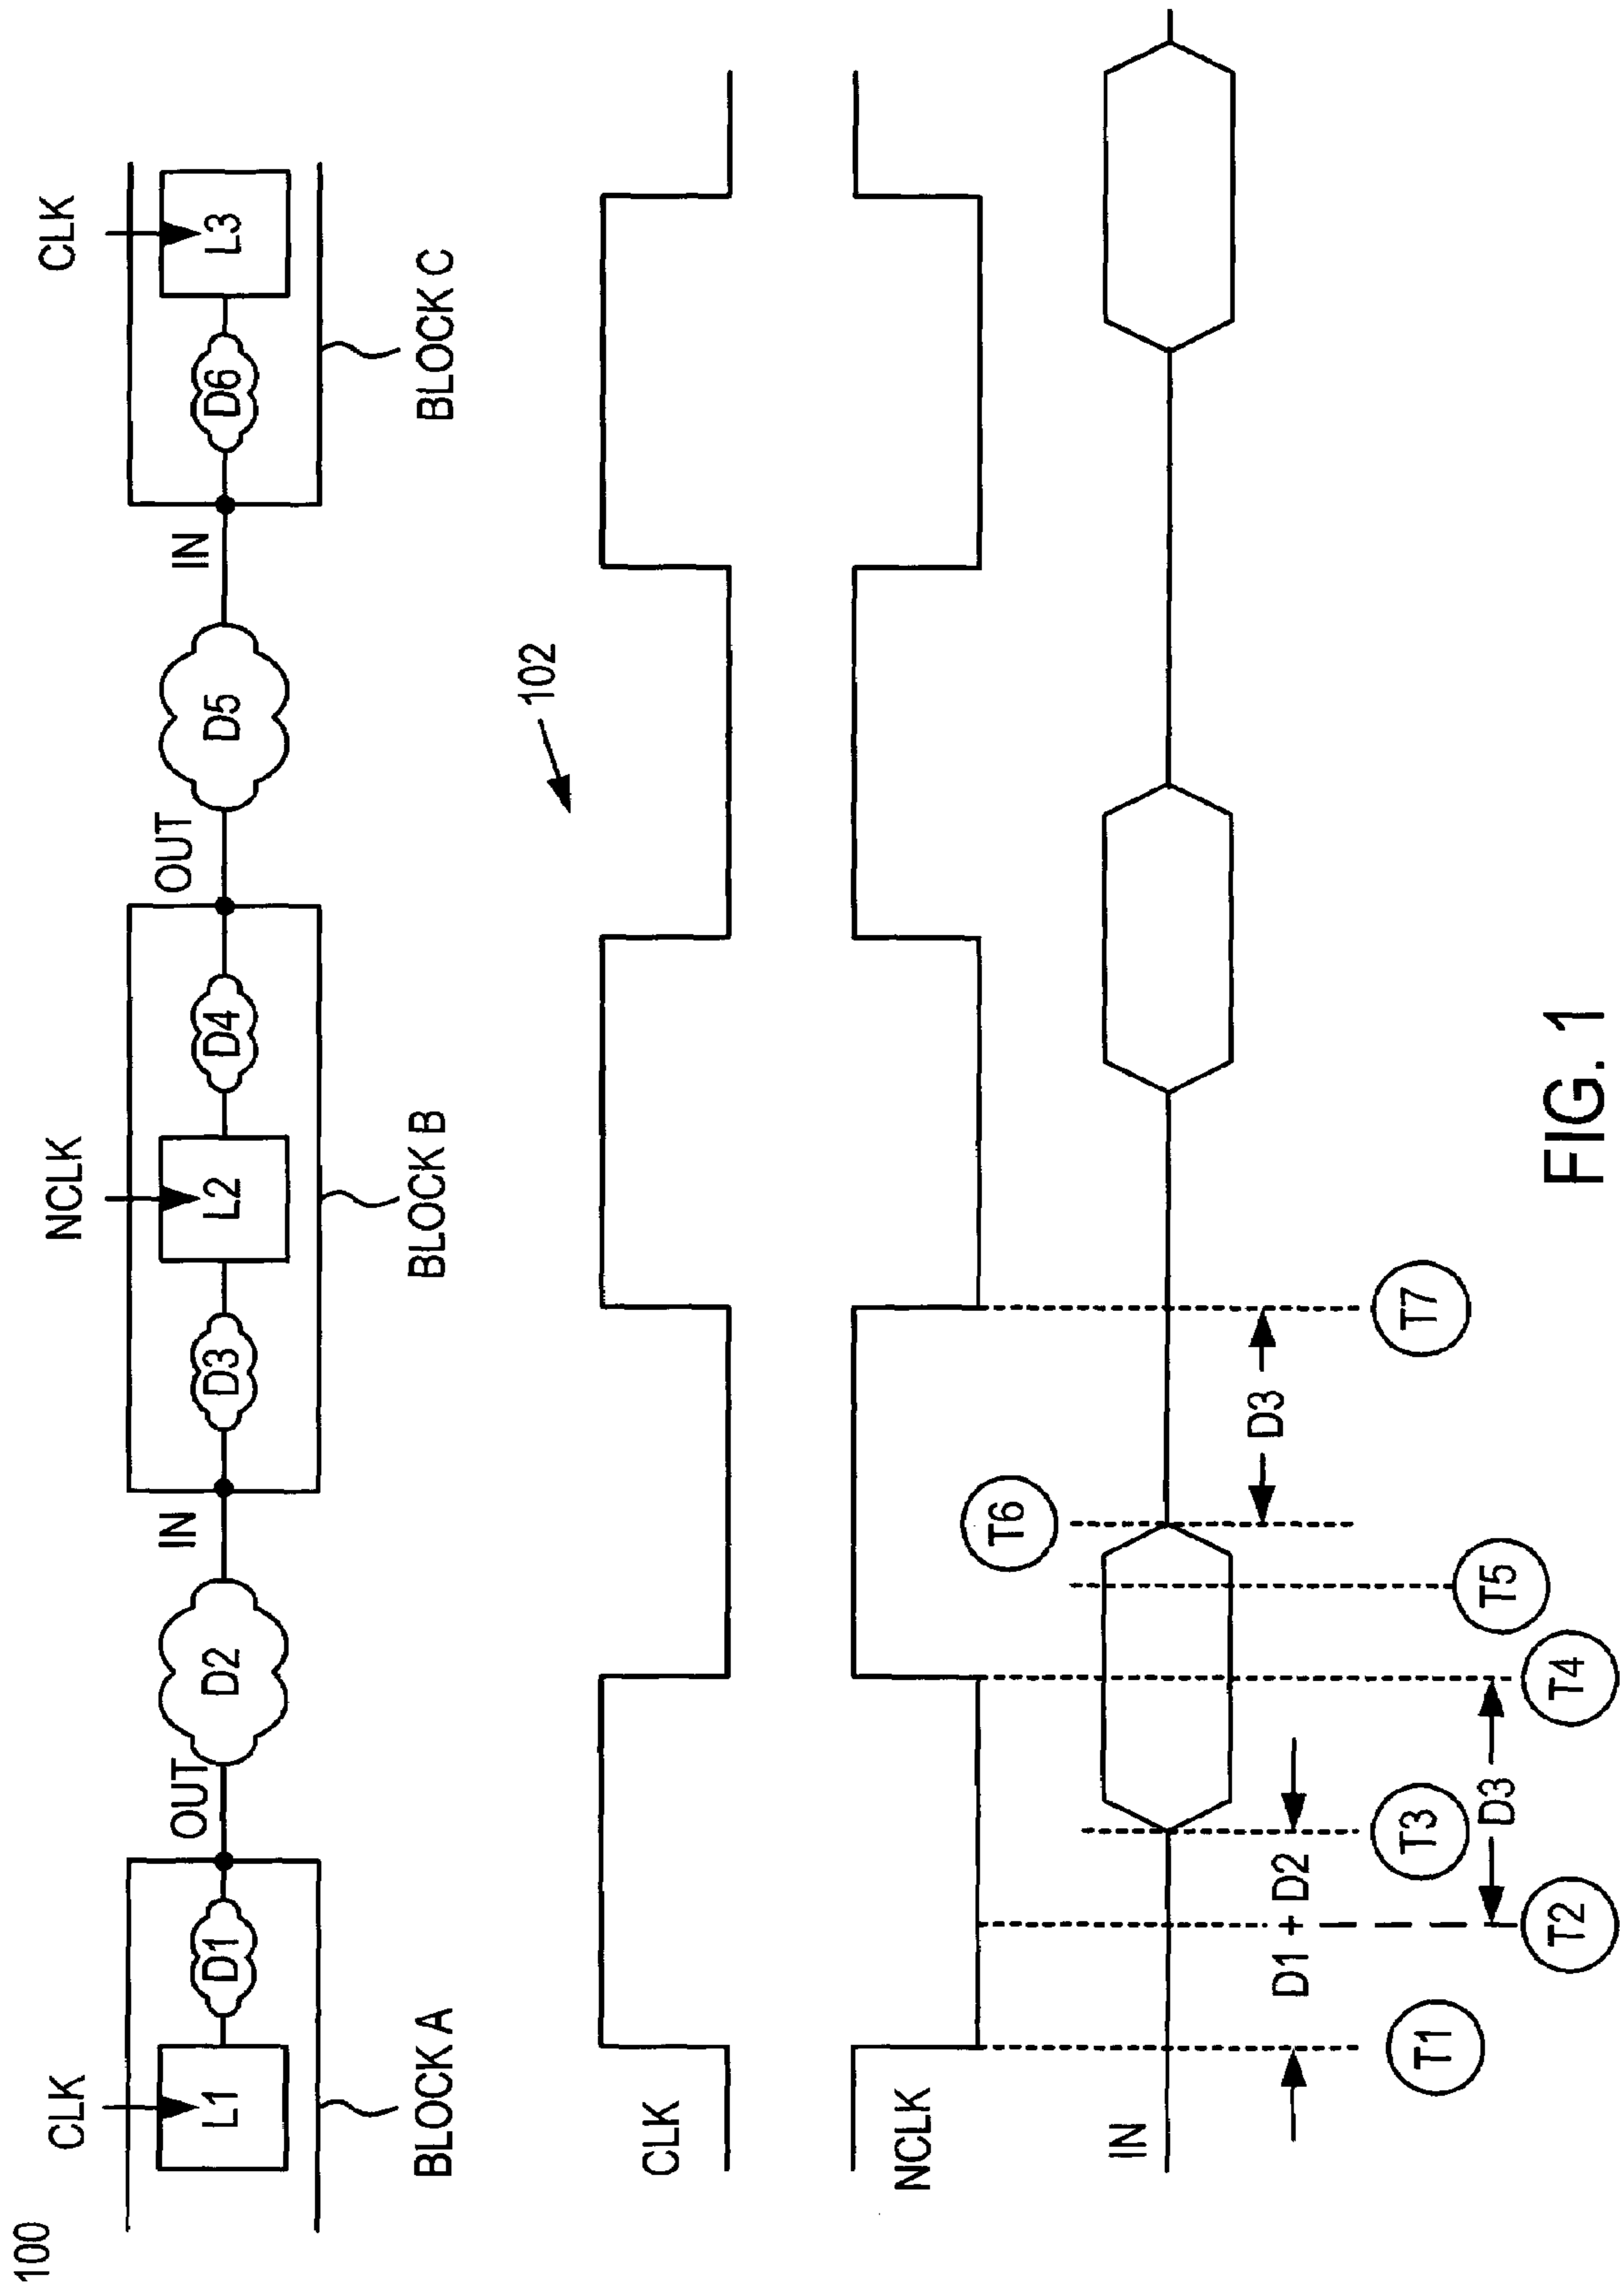 100
CLK
NCLK
CLK
L1
D1
OUT
D2
IN
D3
L2
D4
OUT
D5
IN
D6
L3
BLOCK A
BLOCK B
BLOCK C
102
CLK
NCLK
IN
T6
D1 + D2
D3
T1
T3
T7
D3
T5
T2
T4
FIG. 1